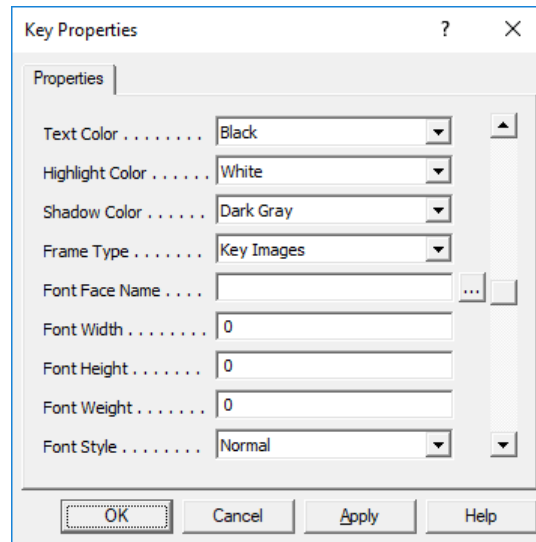 Key Properties ?
Properties
Text Color . . . . . . . . Black
Highlight Color . . . . . . White
Shadow Color . . . . . . Dark Gray
Frame Type . . . . . . . Key Images
Font Face Name . . . . ...
Font Width . . . . . . . . 0
Font Height . . . . . . . 0
Font Weight . . . . . . . 0
Font Style . . . . . . . . Normal
OK Cancel Apply Help